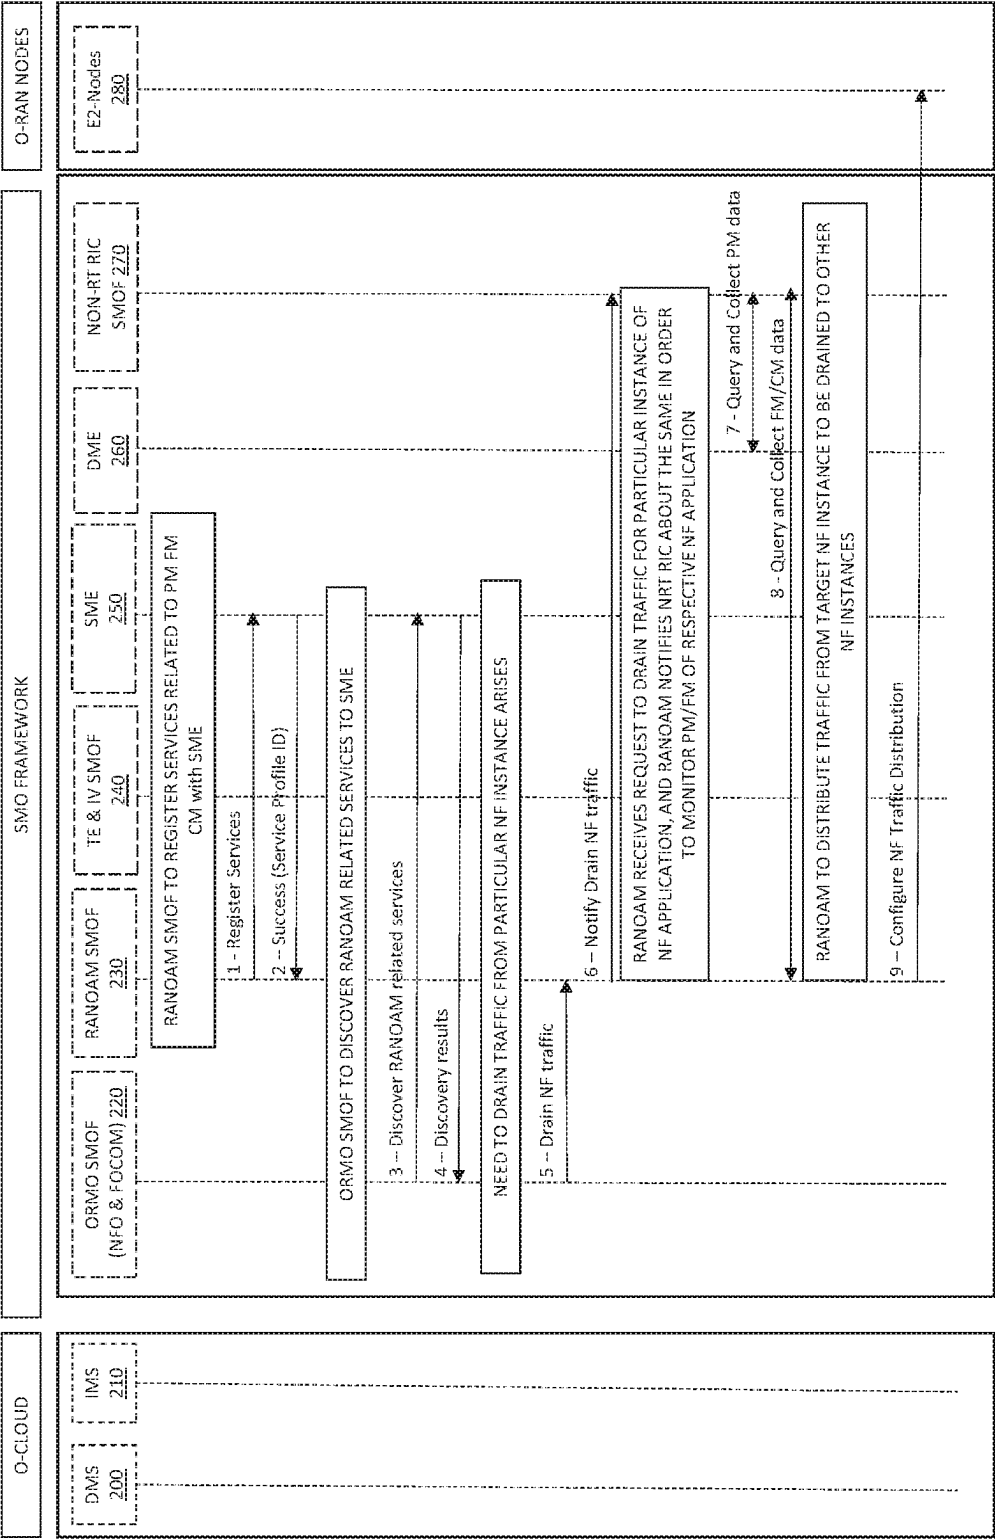 O-CLOUD
SMO FRAMEWORK
O-RAN NODES
DMS
200
IMS
210
ORMO SMOF
(NFO & FOCOM) 220
RANOAM SMOF
230
TE & IV SMOF
240
SME
250
DME
260
NON-RT RIC
SMOF 270
E2-Nodes
280
RANOAM SMOF TO REGISTER SERVICES RELATED TO PM FM
CM with SME
1 - Register Services
2 -- Success (Service Profile ID)
ORMO SMOF TO DISCOVER RANOAM RELATED SERVICES TO SME
3 -- Discover RANOAM related services
4 -- Discovery results
NEED TO DRAIN TRAFFIC FROM PARTICULAR NF INSTANCE ARISES
5 -- Drain NF traffic
6 -- Notify Drain NF traffic
RANOAM RECEIVES REQUEST TO DRAIN TRAFFIC FOR PARTICULAR INSTANCE OF
NF APPLICATION, AND RANOAM NOTIFIES NRT RIC ABOUT THE SAME IN ORDER
TO MONITOR PM/FM OF RESPECTIVE NF APPLICATION
7 - Query and Collect PM data
8 - Query and Collect FM/CM data
RANOAM TO DISTRIBUTE TRAFFIC FROM TARGET NF INSTANCE TO BE DRAINED TO OTHER
NF INSTANCES
9 -- Configure NF Traffic Distribution